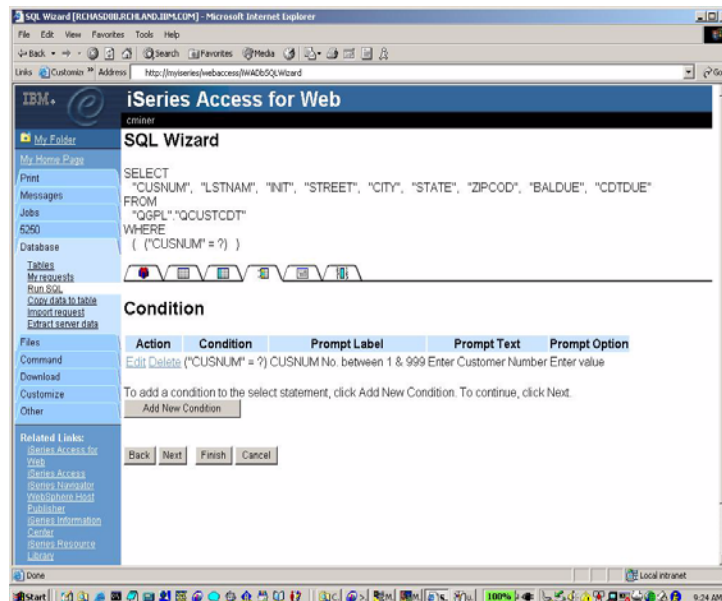 SQL Wizard [RCHASD0B.RCHLAND.IBM.COM] - Microsoft Internet Explorer
File Edit View Favorites Tools Help
Back Search Favorites Media
Links Customize Address http://myiseries/webaccess/iWADbSQLWizard Go
IBM. e iSeries Access for Web
cminer
My Folder
My Home Page
Print
Messages
Jobs
5250
Database
Tables
My requests
Run SQL
Copy data to table
Import request
Extract server data
Files
Command
Download
Customize
Other
Related Links:
iSeries Access for
Web
iSeries Access
iSeries Navigator
WebSphere Host
Publisher
iSeries Information
Center
iSeries Resource
Library
SQL Wizard
SELECT
"CUSNUM", "LSTNAM", "INIT", "STREET", "CITY", "STATE", "ZIPCOD", "BALDUE", "CDTDUE"
FROM
"QGPL"."QCUSTCDT"
WHERE
( ("CUSNUM" = ?) )
Condition
Action Condition Prompt Label Prompt Text Prompt Option
Edit Delete ("CUSNUM" = ?) CUSNUM No. between 1 & 999 Enter Customer Number Enter value
To add a condition to the select statement, click Add New Condition. To continue, click Next.
Add New Condition
Back Next Finish Cancel
Done Local intranet
Start 100% 9:24 AM